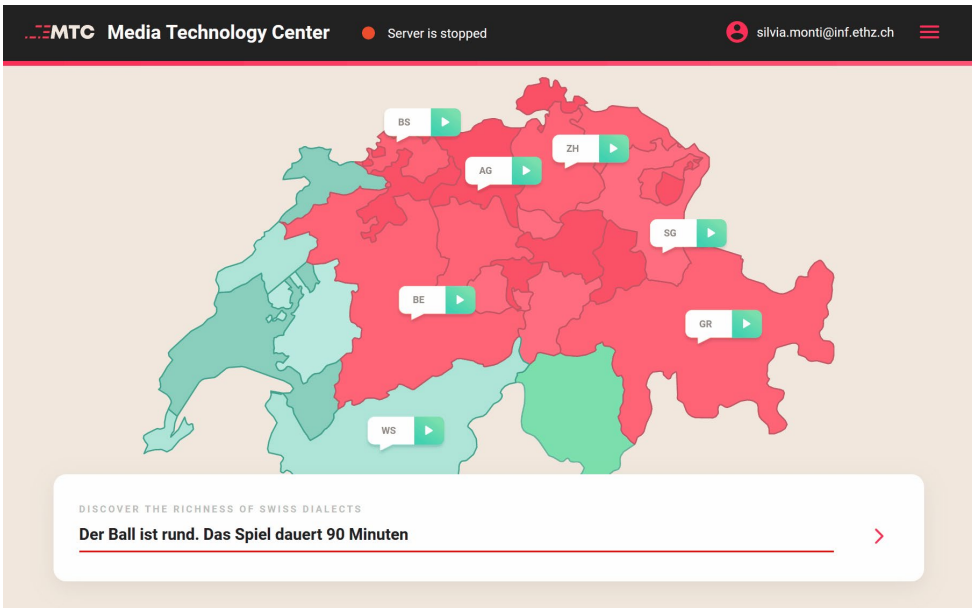 MTC Media Technology Center Server is stopped silvia.monti@inf.ethz.ch
BS
ZH
AG
SG
BE
GR
WS
DISCOVER THE RICHNESS OF SWISS DIALECTS
Der Ball ist rund. Das Spiel dauert 90 Minuten